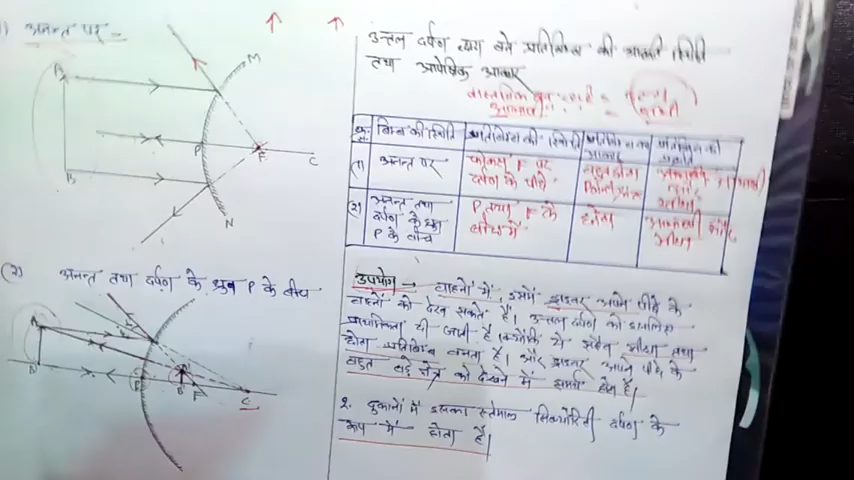 1) अनन्त पर -
M
B
P
F
C
B
N
(2) अनन्त तथा दर्पण के ध्रुव P के बीच
A
N
P
B'
F
C
उत्तल दर्पण द्वारा बने प्रतिबिम्ब की स्थिति
तथा आपेक्षिक आकार
क्र. सं. बिम्ब की स्थिति प्रतिबिम्ब की स्थिति प्रतिबिम्ब का आकार प्रतिबिम्ब की प्रकृति
(1) अनन्त पर फोकस F पर दर्पण के पीछे
(2) अनन्त तथा दर्पण के ध्रुव P के बीच P तथा F के बीच में छोटा आभासी और सीधा
उपयोग → वाहनों में, इसमें ड्राइवर अपने पीछे के
वाहनों को देख सकते हैं। उत्तल दर्पण को इसलिए
प्राथमिकता दी जाती है क्योंकि ये सदैव सीधा तथा
छोटा प्रतिबिम्ब बनाता है। और ड्राइवर अपने पीछे के
बहुत बड़े क्षेत्र को देखने में समर्थ होता है।
2. दुकानों में इसका इस्तेमाल सिक्योरिटी दर्पण के
रूप में होता है।